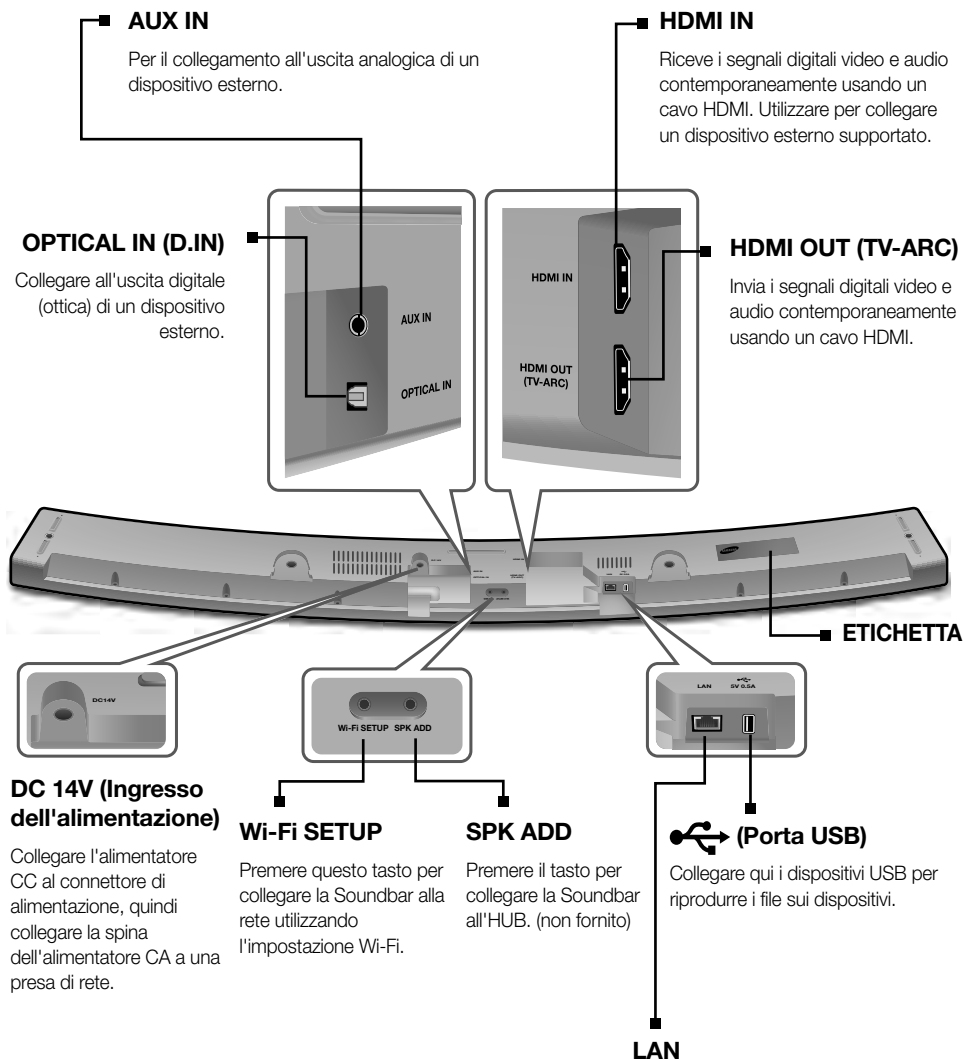 AUX IN
Per il collegamento all'uscita analogica di un
dispositivo esterno.
HDMI IN
Riceve i segnali digitali video e audio
contemporaneamente usando un
cavo HDMI. Utilizzare per collegare
un dispositivo esterno supportato.
OPTICAL IN (D.IN)
Collegare all'uscita digitale
(ottica) di un dispositivo
esterno.
AUX IN
OPTICAL IN
HDMI IN
HDMI OUT
(TV-ARC)
HDMI OUT (TV-ARC)
Invia i segnali digitali video e
audio contemporaneamente
usando un cavo HDMI.
ETICHETTA
DC14V
Wi-Fi SETUP SPK ADD
LAN
5V 0.5A
DC 14V (Ingresso
dell'alimentazione)
Collegare l'alimentatore
CC al connettore di
alimentazione, quindi
collegare la spina
dell'alimentatore CA a una
presa di rete.
Wi-Fi SETUP
Premere questo tasto per
collegare la Soundbar alla
rete utilizzando
l'impostazione Wi-Fi.
SPK ADD
Premere il tasto per
collegare la Soundbar
all'HUB. (non fornito)
(Porta USB)
Collegare qui i dispositivi USB per
riprodurre i file sui dispositivi.
LAN